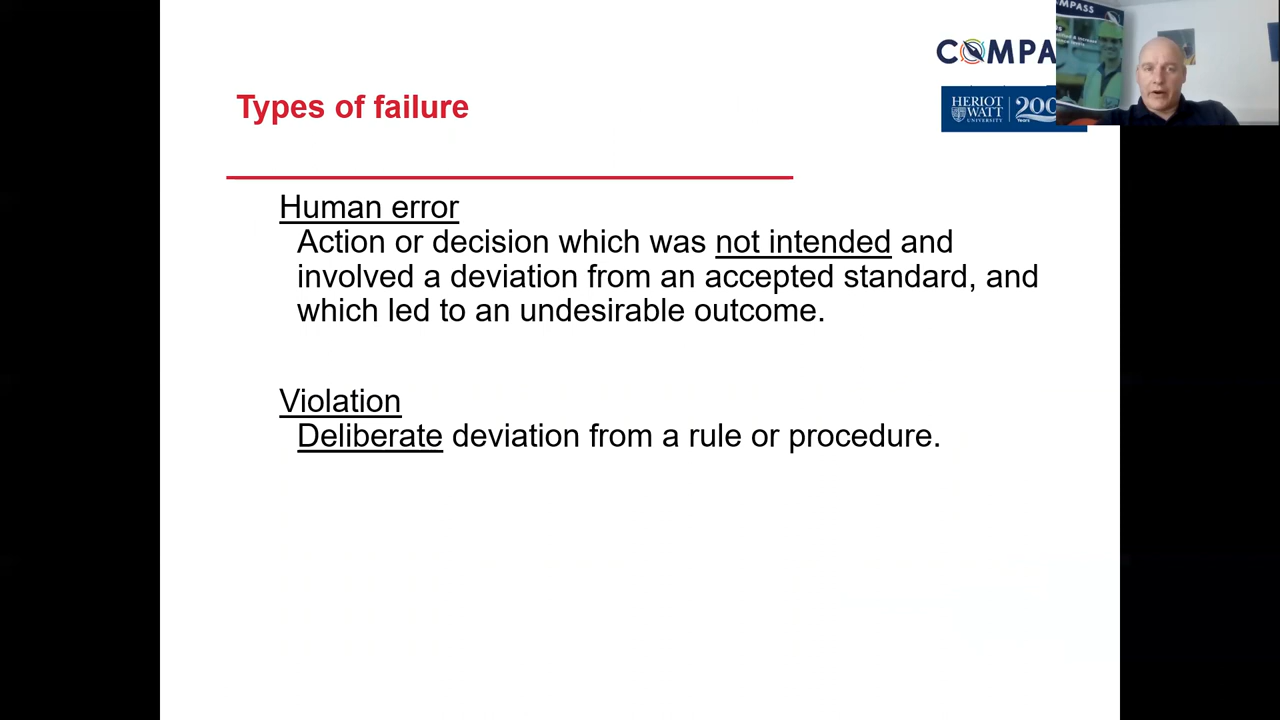 Types of failure
COMPA
HERIOT
WATT
UNIVERSITY
200
Years
MPASS
Human error
Action or decision which was not intended and
involved a deviation from an accepted standard, and
which led to an undesirable outcome.
Violation
Deliberate deviation from a rule or procedure.